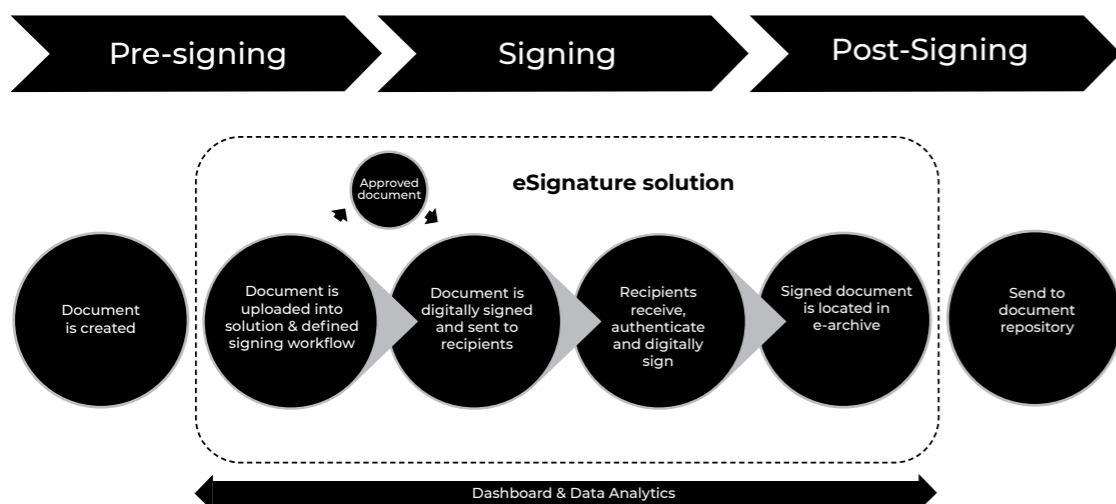 Pre-signing
Signing
Post-Signing
eSignature solution
Approved
document
Document
is created
Document is
uploaded into
solution & defined
signing workflow
Document is
digitally signed
and sent to
recipients
Recipients
receive,
authenticate
and digitally
sign
Signed document
is located in
e-archive
Send to
document
repository
Dashboard & Data Analytics